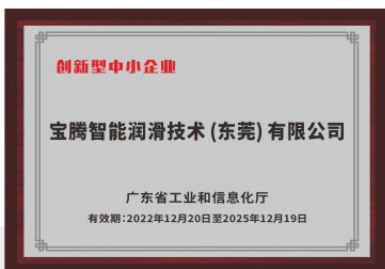 创新型中小企业
宝腾智能润滑技术(东莞)有限公司
广东省工业和信息化厅
有效期:2022年12月20日至2025年12月19日